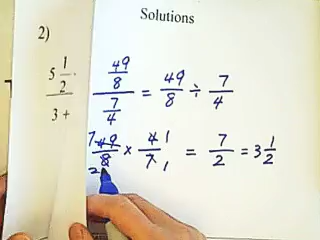 Solutions
2)
5 1/2
3 +
49/8 / 7/4 = 49/8 ÷ 7/4
7 49/8 2 × 4 1/7 1 = 7/2 = 3 1/2